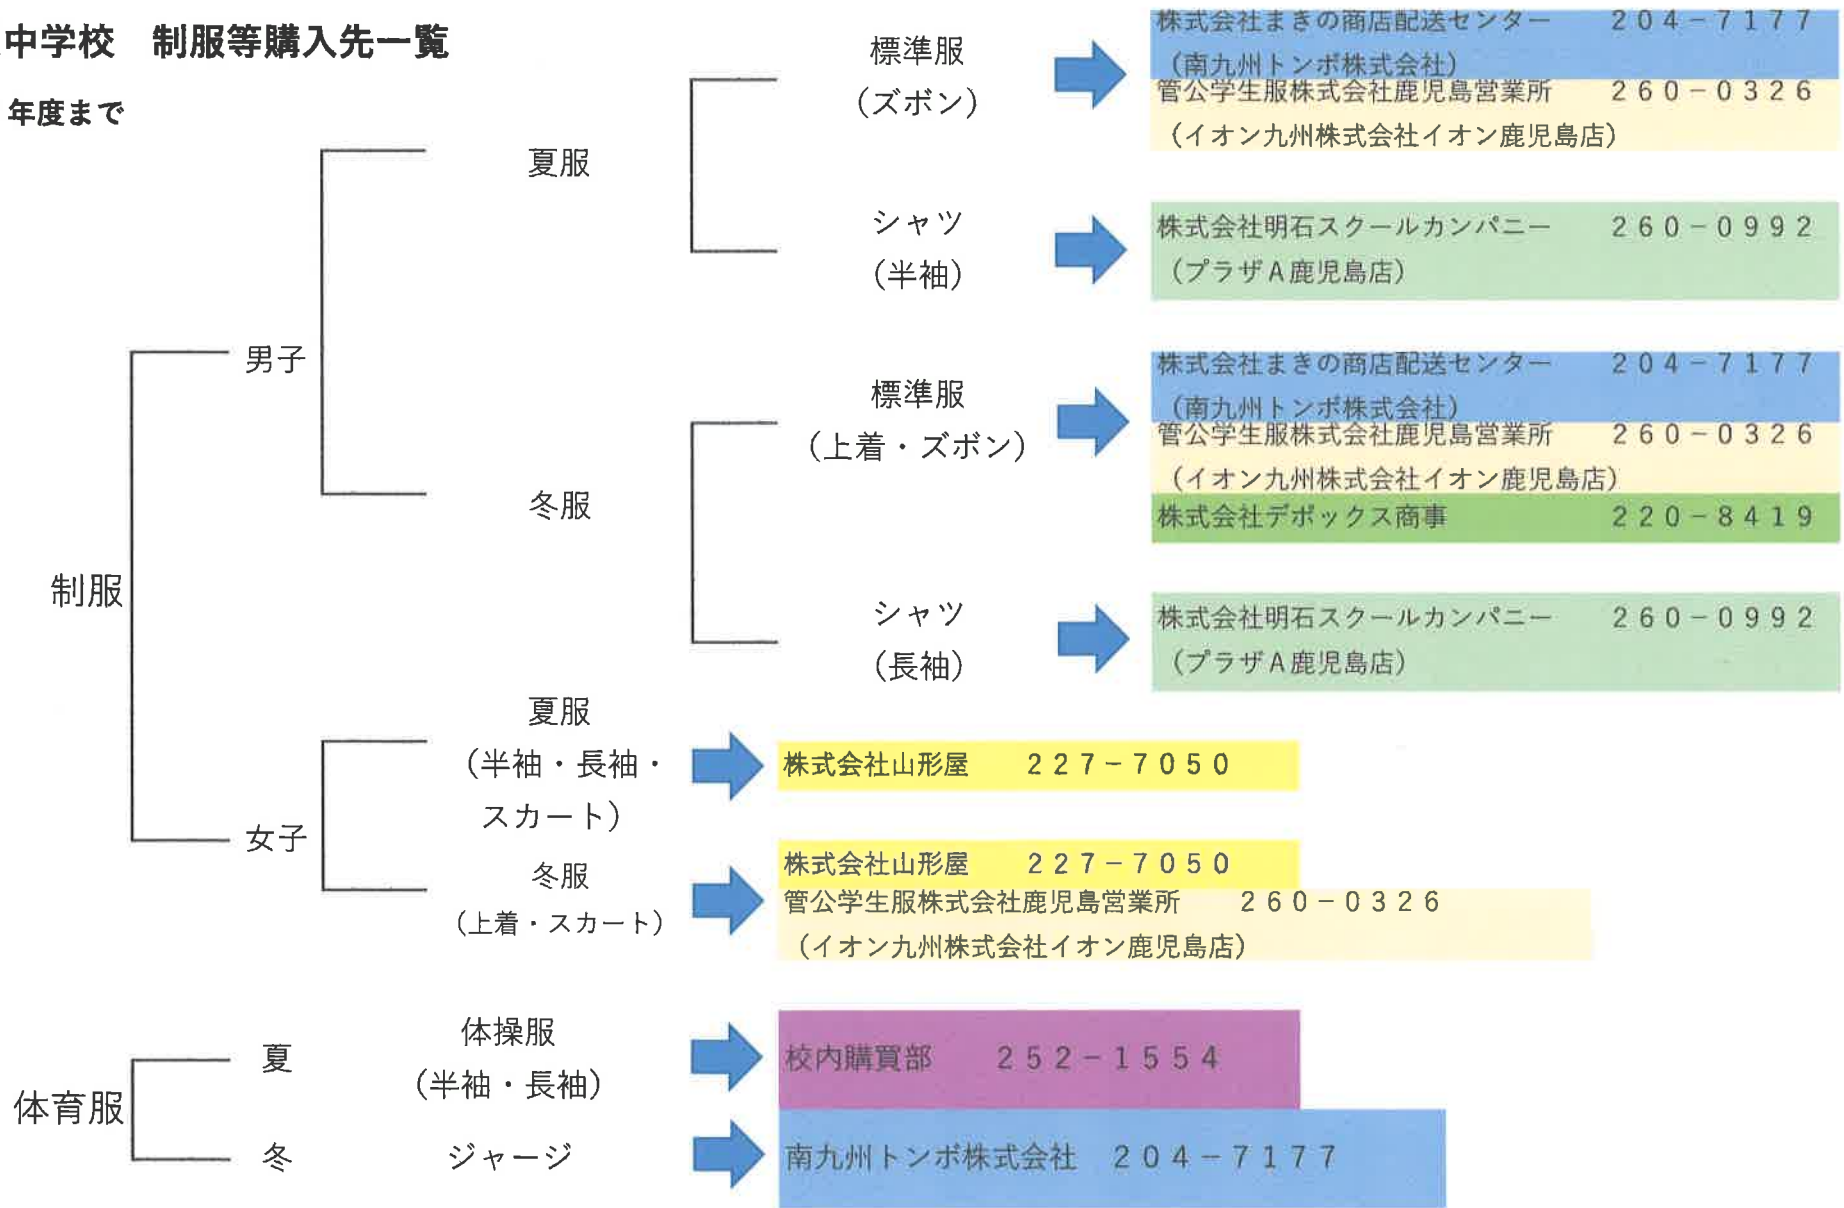 中学校　制服等購入先一覧
年度まで
制服
男子
夏服
標準服
（ズボン）
株式会社まきの商店配送センター　２０４－７１７７
（南九州トンボ株式会社）
管公学生服株式会社鹿児島営業所　２６０－０３２６
（イオン九州株式会社イオン鹿児島店）
シャツ
（半袖）
株式会社明石スクールカンパニー　２６０－０９９２
（プラザＡ鹿児島店）
冬服
標準服
（上着・ズボン）
株式会社まきの商店配送センター　２０４－７１７７
（南九州トンボ株式会社）
管公学生服株式会社鹿児島営業所　２６０－０３２６
（イオン九州株式会社イオン鹿児島店）
株式会社デポックス商事　２２０－８４１９
シャツ
（長袖）
株式会社明石スクールカンパニー　２６０－０９９２
（プラザＡ鹿児島店）
女子
夏服
（半袖・長袖・
スカート）
株式会社山形屋　２２７－７０５０
冬服
（上着・スカート）
株式会社山形屋　２２７－７０５０
管公学生服株式会社鹿児島営業所　２６０－０３２６
（イオン九州株式会社イオン鹿児島店）
体育服
夏
体操服
（半袖・長袖）
校内購買部　２５２－１５５４
冬
ジャージ
南九州トンボ株式会社　２０４－７１７７